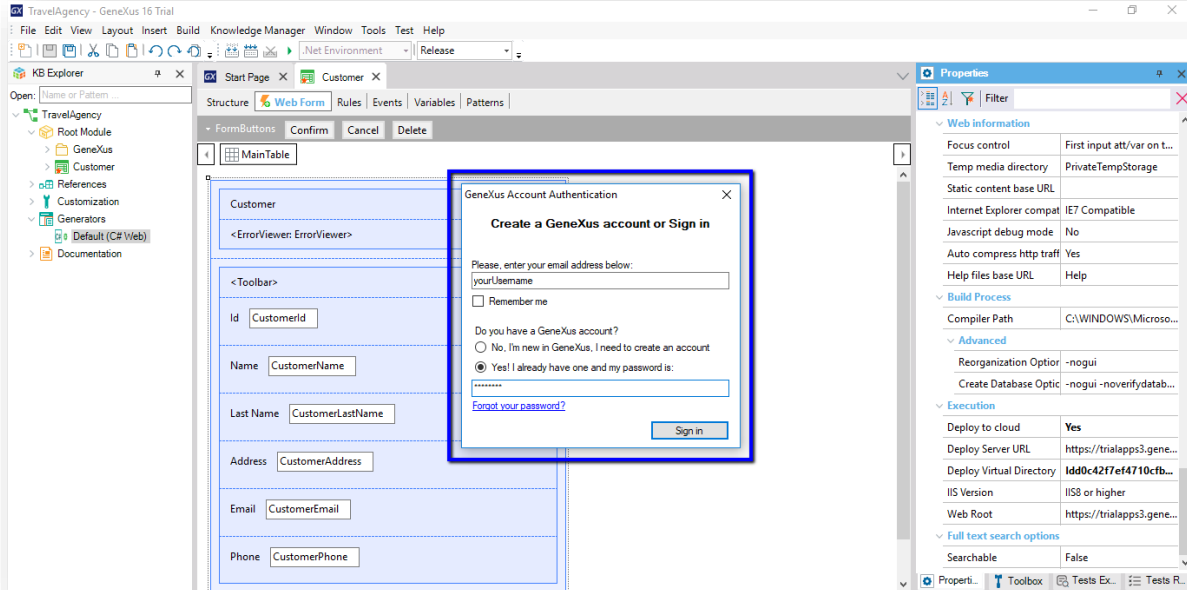 TravelAgency - GeneXus 16 Trial
File Edit View Layout Insert Build Knowledge Manager Window Tools Test Help
.Net Environment Release
KB Explorer
Open: Name or Pattern ...
TravelAgency
Root Module
GeneXus
Customer
References
Customization
Generators
Default (C# Web)
Documentation
Start Page Customer
Structure Web Form Rules Events Variables Patterns
FormButtons Confirm Cancel Delete
MainTable
Customer
<ErrorViewer: ErrorViewer>
<Toolbar>
Id CustomerId
Name CustomerName
Last Name CustomerLastName
Address CustomerAddress
Email CustomerEmail
Phone CustomerPhone
GeneXus Account Authentication
Create a GeneXus account or Sign in
Please, enter your email address below:
yourUsername
Remember me
Do you have a GeneXus account?
No, I'm new in GeneXus, I need to create an account
Yes! I already have one and my password is:
********
Forgot your password?
Sign in
Properties
Filter
Web information
Focus control First input att/var on t...
Temp media directory PrivateTempStorage
Static content base URL
Internet Explorer compat IE7 Compatible
Javascript debug mode No
Auto compress http traff Yes
Help files base URL Help
Build Process
Compiler Path C:\WINDOWS\Microso...
Advanced
Reorganization Option -nogui
Create Database Optic -nogui -noverifydatab...
Execution
Deploy to cloud Yes
Deploy Server URL https://trialapps3.gene...
Deploy Virtual Directory Idd0c42f7ef4710cfb...
IIS Version IIS8 or higher
Web Root https://trialapps3.gene...
Full text search options
Searchable False
Properti... Toolbox Tests Ex... Tests R...